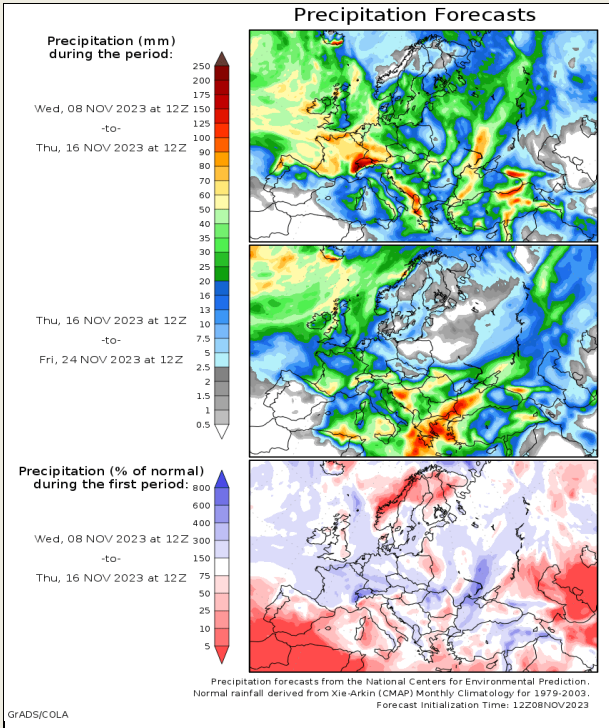 Precipitation Forecasts
Precipitation (mm)
during the period:
Wed, 08 NOV 2023 at 12Z
-to-
Thu, 16 NOV 2023 at 12Z
250
200
175
150
125
100
90
80
70
60
50
40
35
30
25
20
16
13
10
7.5
5
2.5
2
1.5
1
0.5
Thu, 16 NOV 2023 at 12Z
-to-
Fri, 24 NOV 2023 at 12Z
Precipitation (% of normal)
during the first period:
Wed, 08 NOV 2023 at 12Z
-to-
Thu, 16 NOV 2023 at 12Z
800
600
400
300
150
75
50
25
10
5
Precipitation forecasts from the National Centers for Environmental Prediction.
Normal rainfall derived from Xie-Arkin (CMAP) Monthly Climatology for 1979-2003.
Forecast Initialization Time: 12Z08NOV2023
GrADS/COLA